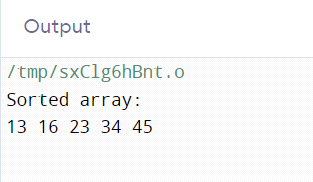 Output
/tmp/sxClg6hBnt.o
Sorted array:
13 16 23 34 45